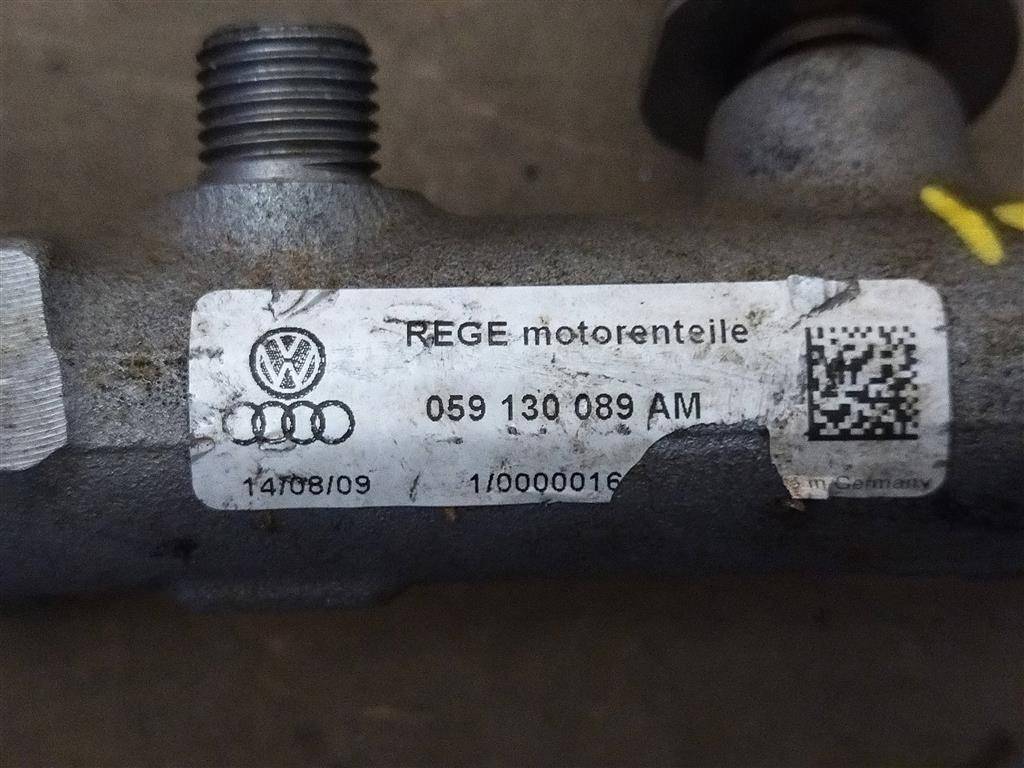 REGE motorenteile
059 130 089 AM
14/08/09 1/0000016
in Germany